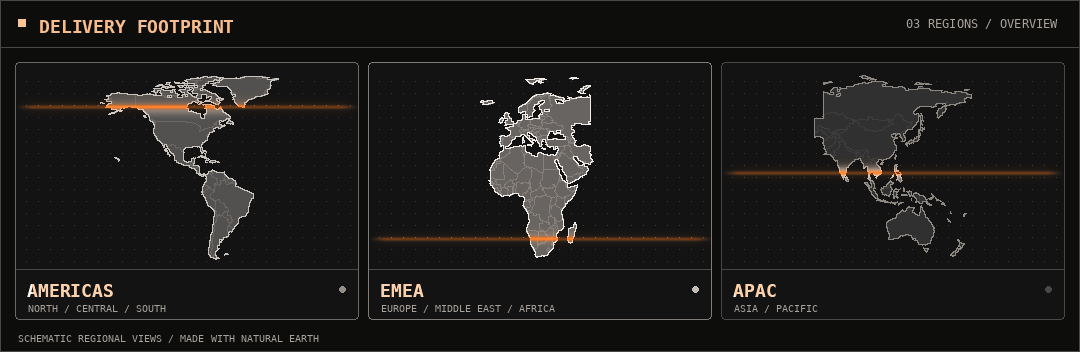 DELIVERY FOOTPRINT
03 REGIONS / OVERVIEW
AMERICAS
NORTH / CENTRAL / SOUTH
EMEA
EUROPE / MIDDLE EAST / AFRICA
APAC
ASIA / PACIFIC
SCHEMATIC REGIONAL VIEWS / MADE WITH NATURAL EARTH